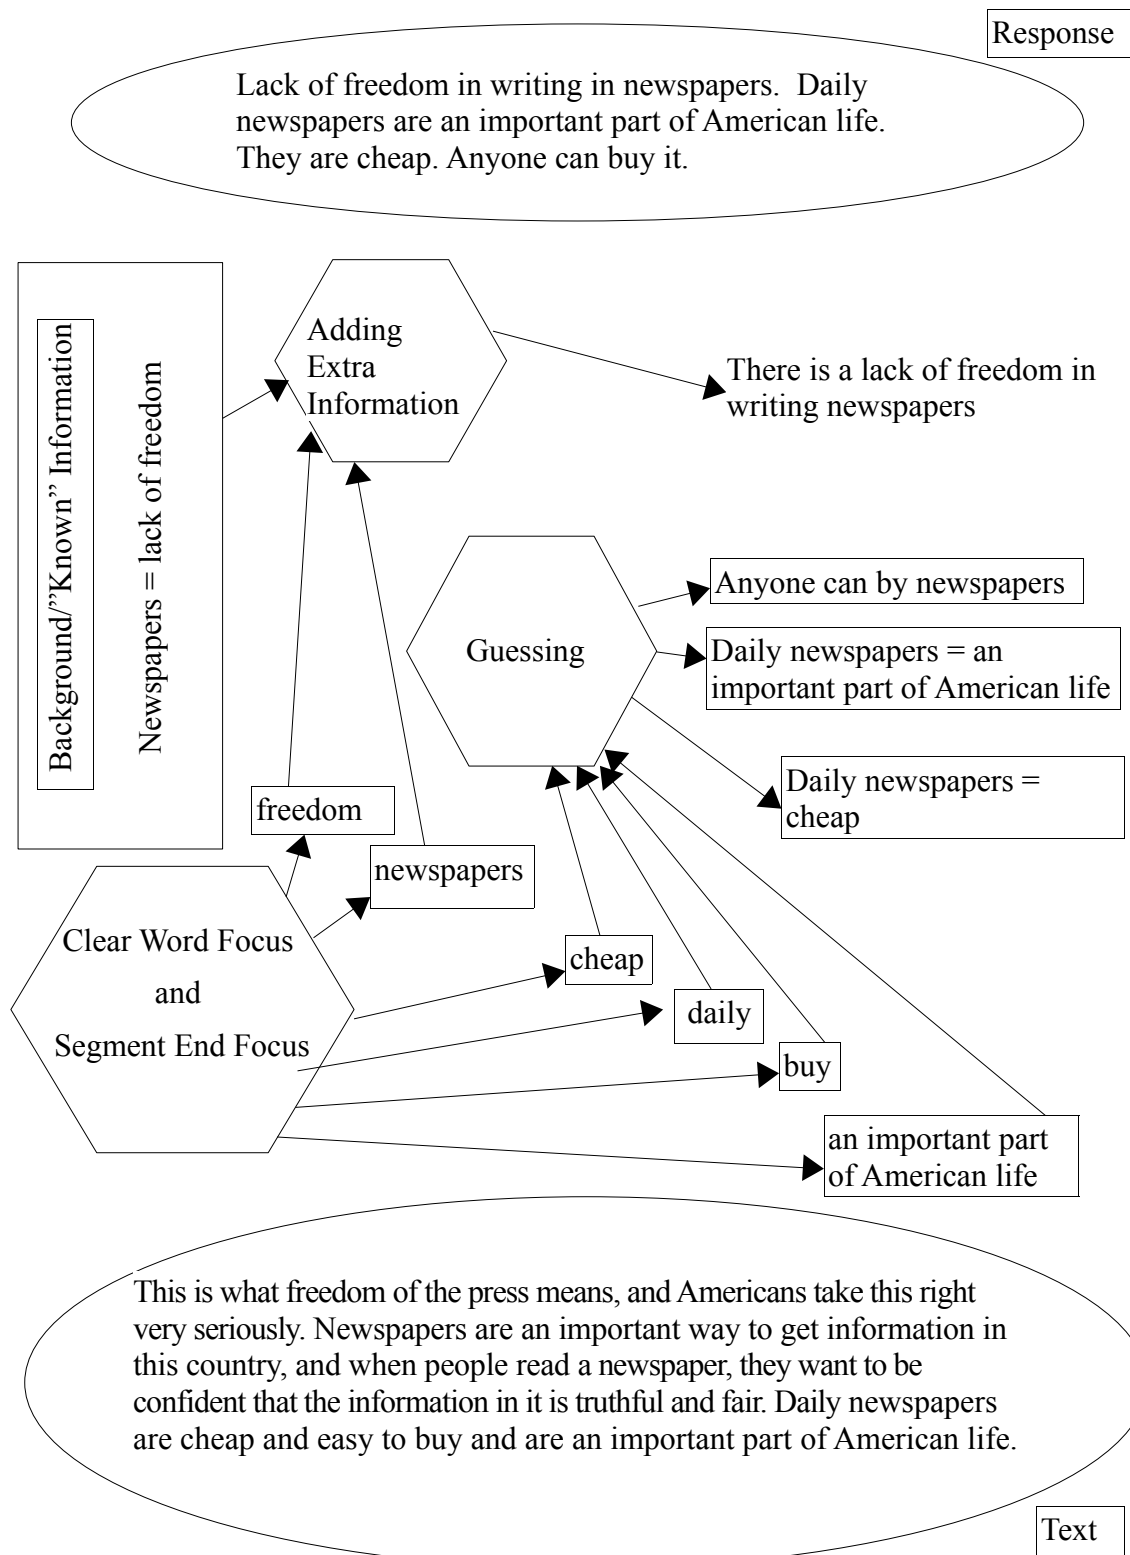 Response
Lack of freedom in writing in newspapers.  Daily
newspapers are an important part of American life.
They are cheap. Anyone can buy it.
Background/”Known” Information
Newspapers = lack of freedom
Adding
Extra
Information
There is a lack of freedom in
writing newspapers
Guessing
Anyone can by newspapers
Daily newspapers = an
important part of American life
Daily newspapers =
cheap
freedom
newspapers
Clear Word Focus
and
Segment End Focus
cheap
daily
buy
an important part
of American life
This is what freedom of the press means, and Americans take this right
very seriously. Newspapers are an important way to get information in
this country, and when people read a newspaper, they want to be
confident that the information in it is truthful and fair. Daily newspapers
are cheap and easy to buy and are an important part of American life.
Text